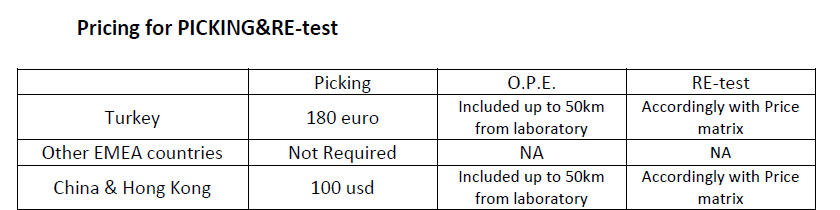 Pricing for PICKING&RE-test
Picking O.P.E. RE-test
Turkey 180 euro Included up to 50km from laboratory Accordingly with Price matrix
Other EMEA countries Not Required NA NA
China & Hong Kong 100 usd Included up to 50km from laboratory Accordingly with Price matrix